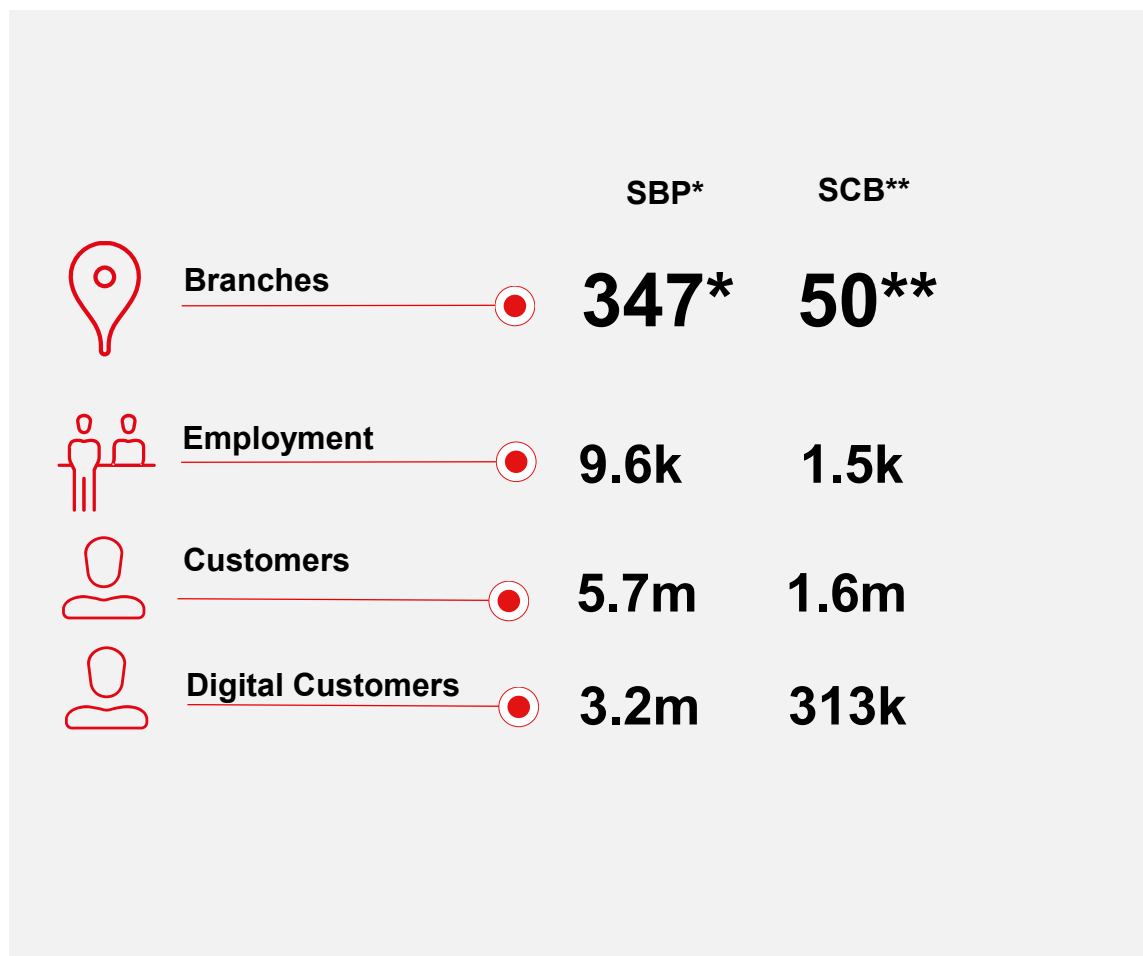 SBP* SCB**
Branches 347* 50**
Employment 9.6k 1.5k
Customers 5.7m 1.6m
Digital Customers 3.2m 313k